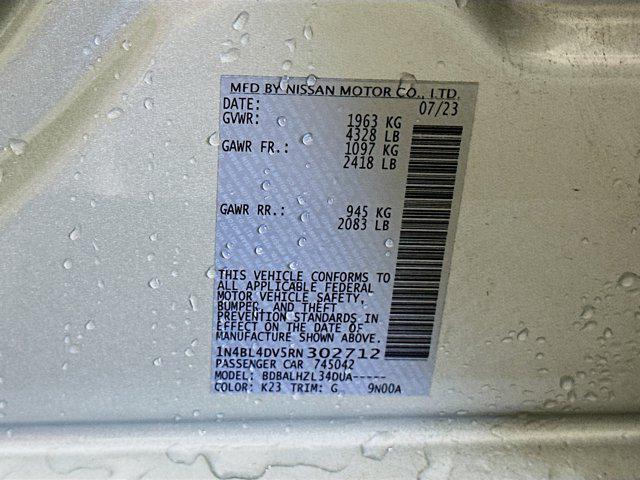 MFD BY NISSAN MOTOR CO., LTD.
DATE: 07/23
GVWR: 1963 KG
4328 LB
GAWR FR.: 1097 KG
2418 LB
GAWR RR.: 945 KG
2083 LB
THIS VEHICLE CONFORMS TO
ALL APPLICABLE FEDERAL
MOTOR VEHICLE SAFETY,
BUMPER, AND THEFT
PREVENTION STANDARDS IN
EFFECT ON THE DATE OF
MANUFACTURE SHOWN ABOVE.
1N4BL4DV5RN302712
PASSENGER CAR 745042
MODEL: BDBALHZL34DUA-----
COLOR: K23 TRIM: G 9N00A